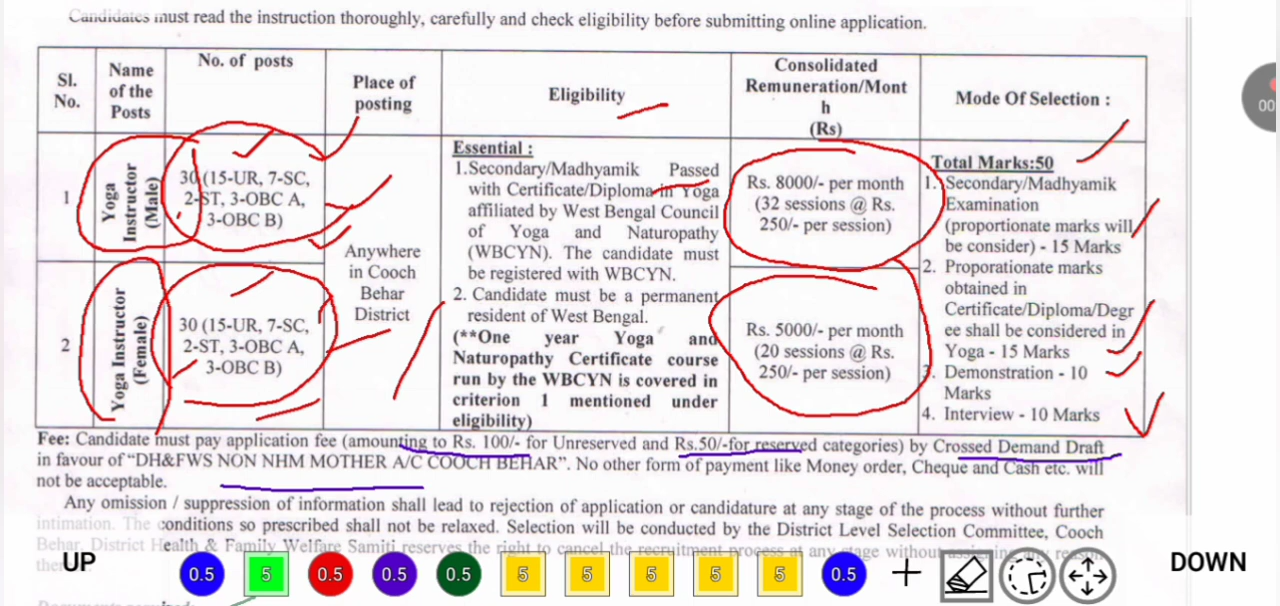 Candidates must read the instruction thoroughly, carefully and check eligibility before submitting online application.
Sl.
No.
Name
of the
Posts
No. of posts
Place of
posting
Eligibility
Consolidated
Remuneration/Mont
h
(Rs)
Mode Of Selection :
1
Yoga
Instructor
(Male)
30 (15-UR, 7-SC,
2-ST, 3-OBC A,
3-OBC B)
Anywhere
in Cooch
Behar
District
Essential :
1.Secondary/Madhyamik Passed
with Certificate/Diploma in Yoga
affiliated by West Bengal Council
of Yoga and Naturopathy
(WBCYN). The candidate must
be registered with WBCYN.
2. Candidate must be a permanent
resident of West Bengal.
(**One year Yoga and
Naturopathy Certificate course
run by the WBCYN is covered in
criterion 1 mentioned under
eligibility)
Rs. 8000/- per month
(32 sessions @ Rs.
250/- per session)
Total Marks:50
1. Secondary/Madhyamik
Examination
(proportionate marks will
be consider) - 15 Marks
2. Proporationate marks
obtained in
Certificate/Diploma/Degr
ee shall be considered in
Yoga - 15 Marks
3. Demonstration - 10
Marks
4. Interview - 10 Marks
2
Yoga Instructor
(Female)
30 (15-UR, 7-SC,
2-ST, 3-OBC A,
3-OBC B)
Rs. 5000/- per month
(20 sessions @ Rs.
250/- per session)
Fee: Candidate must pay application fee (amounting to Rs. 100/- for Unreserved and Rs.50/-for reserved categories) by Crossed Demand Draft
in favour of “DH&FWS NON NHM MOTHER A/C COOCH BEHAR”. No other form of payment like Money order, Cheque and Cash etc. will
not be acceptable.
Any omission / suppression of information shall lead to rejection of application or candidature at any stage of the process without further
intimation. The conditions so prescribed shall not be relaxed. Selection will be conducted by the District Level Selection Committee, Cooch
Behar. District Health & Family Welfare Samiti reserves the right to cancel the recruitment process at any stage without assigning any
UP
0.5
5
0.5
0.5
0.5
5
5
5
5
5
0.5
DOWN
00